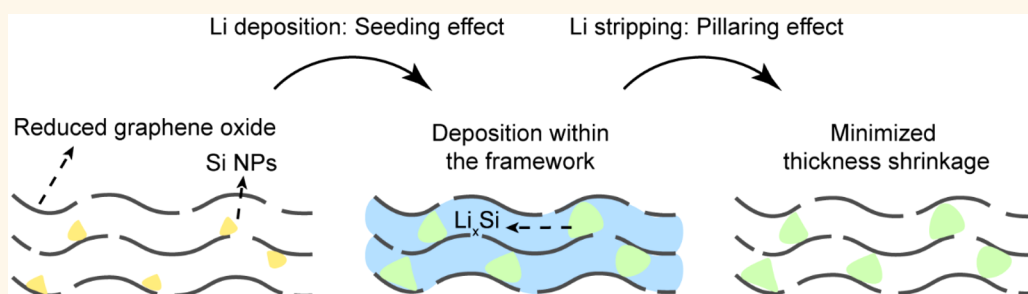 Li deposition: Seeding effect
Li stripping: Pillaring effect
Reduced graphene oxide
Si NPs
Deposition within
the framework
Minimized
thickness shrinkage
LiₓSi